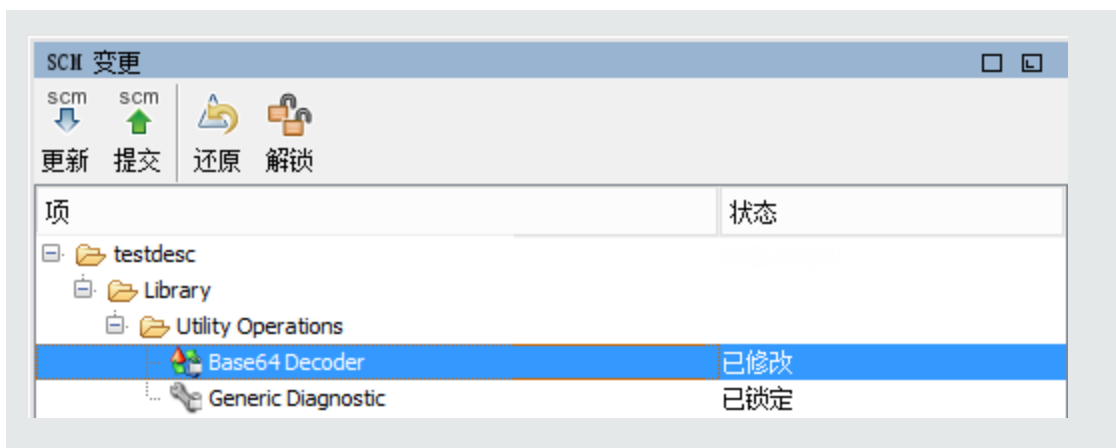 SCM 变更
scm scm
更新 提交 还原 解锁
项 状态
testdesc
Library
Utility Operations
Base64 Decoder 已修改
Generic Diagnostic 已锁定